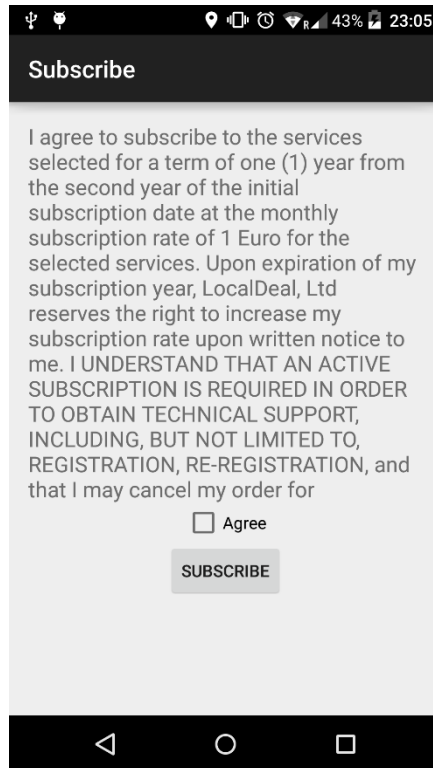 R 43% 23:05
Subscribe
I agree to subscribe to the services
selected for a term of one (1) year from
the second year of the initial
subscription date at the monthly
subscription rate of 1 Euro for the
selected services. Upon expiration of my
subscription year, LocalDeal, Ltd
reserves the right to increase my
subscription rate upon written notice to
me. I UNDERSTAND THAT AN ACTIVE
SUBSCRIPTION IS REQUIRED IN ORDER
TO OBTAIN TECHNICAL SUPPORT,
INCLUDING, BUT NOT LIMITED TO,
REGISTRATION, RE-REGISTRATION, and
that I may cancel my order for
Agree
SUBSCRIBE